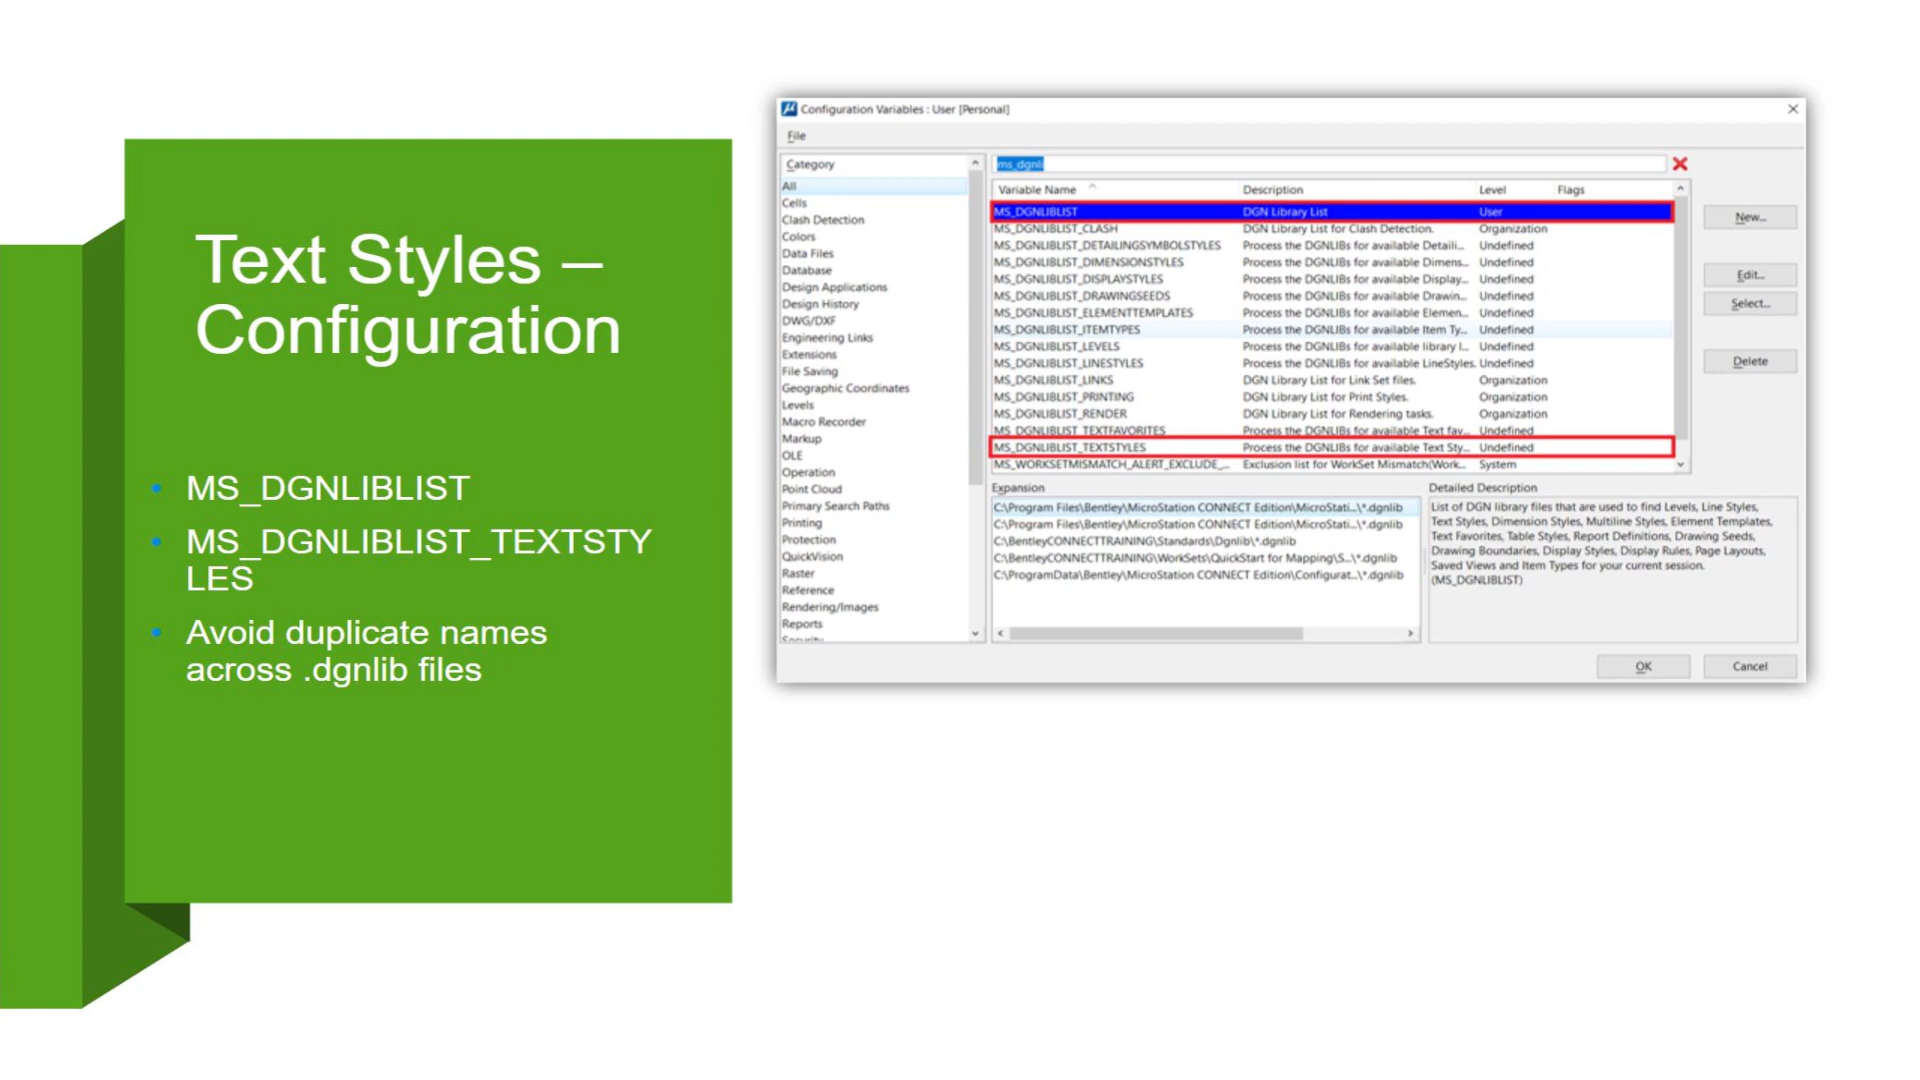 Text Styles –
Configuration
• MS_DGNLIBLIST
• MS_DGNLIBLIST_TEXTSTY
LES
• Avoid duplicate names
across .dgnlib files
Configuration Variables : User [Personal]
File
Category
All
Cells
Clash Detection
Colors
Data Files
Database
Design Applications
Design History
DWG/DXF
Engineering Links
Extensions
File Saving
Geographic Coordinates
Levels
Macro Recorder
Markup
OLE
Operation
Point Cloud
Primary Search Paths
Printing
Protection
QuickVision
Raster
Reference
Rendering/Images
Reports
Security
ms_dgnli
Variable Name Description Level Flags
MS_DGNLIBLIST DGN Library List User
MS_DGNLIBLIST_CLASH DGN Library List for Clash Detection. Organization
MS_DGNLIBLIST_DETAILINGSYMBOLSTYLES Process the DGNLIBs for available Detaili... Undefined
MS_DGNLIBLIST_DIMENSIONSTYLES Process the DGNLIBs for available Dimens... Undefined
MS_DGNLIBLIST_DISPLAYSTYLES Process the DGNLIBs for available Display... Undefined
MS_DGNLIBLIST_DRAWINGSEEDS Process the DGNLIBs for available Drawin... Undefined
MS_DGNLIBLIST_ELEMENTTEMPLATES Process the DGNLIBs for available Elemen... Undefined
MS_DGNLIBLIST_ITEMTYPES Process the DGNLIBs for available Item Ty... Undefined
MS_DGNLIBLIST_LEVELS Process the DGNLIBs for available library l... Undefined
MS_DGNLIBLIST_LINESTYLES Process the DGNLIBs for available LineStyles. Undefined
MS_DGNLIBLIST_LINKS DGN Library List for Link Set files. Organization
MS_DGNLIBLIST_PRINTING DGN Library List for Print Styles. Organization
MS_DGNLIBLIST_RENDER DGN Library List for Rendering tasks. Organization
MS_DGNLIBLIST_TEXTFAVORITES Process the DGNLIBs for available Text fav... Undefined
MS_DGNLIBLIST_TEXTSTYLES Process the DGNLIBs for available Text Sty... Undefined
MS_WORKSETMISMATCH_ALERT_EXCLUDE_... Exclusion list for WorkSet Mismatch(Work... System
New...
Edit...
Select...
Delete
Expansion
C:\Program Files\Bentley\MicroStation CONNECT Edition\MicroStati...\*.dgnlib
C:\Program Files\Bentley\MicroStation CONNECT Edition\MicroStati...\*.dgnlib
C:\BentleyCONNECTTRAINING\Standards\Dgnlib\*.dgnlib
C:\BentleyCONNECTTRAINING\WorkSets\QuickStart for Mapping\S...\*.dgnlib
C:\ProgramData\Bentley\MicroStation CONNECT Edition\Configurat...\*.dgnlib
Detailed Description
List of DGN library files that are used to find Levels, Line Styles,
Text Styles, Dimension Styles, Multiline Styles, Element Templates,
Text Favorites, Table Styles, Report Definitions, Drawing Seeds,
Drawing Boundaries, Display Styles, Display Rules, Page Layouts,
Saved Views and Item Types for your current session.
(MS_DGNLIBLIST)
OK
Cancel